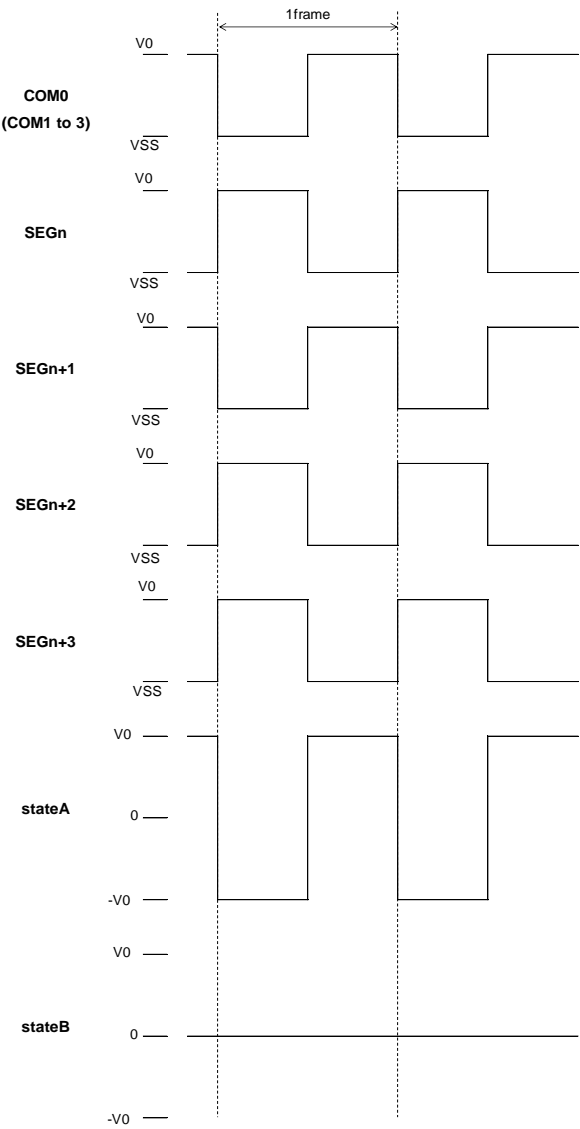 1frame
V0
COM0
(COM1 to 3)
VSS
V0
SEGn
VSS
V0
SEGn+1
VSS
V0
SEGn+2
VSS
V0
SEGn+3
VSS
V0
stateA
0
-V0
V0
stateB
0
-V0